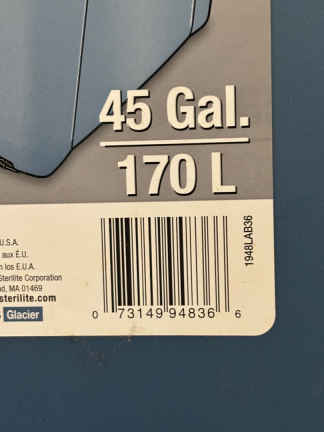 45 Gal.
170 L
U.S.A.
aux É.U.
los E.U.A.
Sterilite Corporation
MA 01469
sterilite.com
Glacier
1948LAB36
0 73149 94836 6